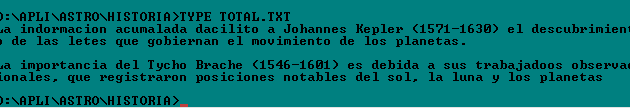 D:\APLI\ASTRO\HISTORIA>TYPE TOTAL.TXT
La indormacion acumalada dacilito a Johannes Kepler (1571-1630) el descubrimient
o de las letes que gobiernan el movimiento de los planetas.
La importancia del Tycho Brache (1546-1601) es debida a sus trabajadoos observac
ionales, que registraron posiciones notables del sol, la luna y los planetas
D:\APLI\ASTRO\HISTORIA>